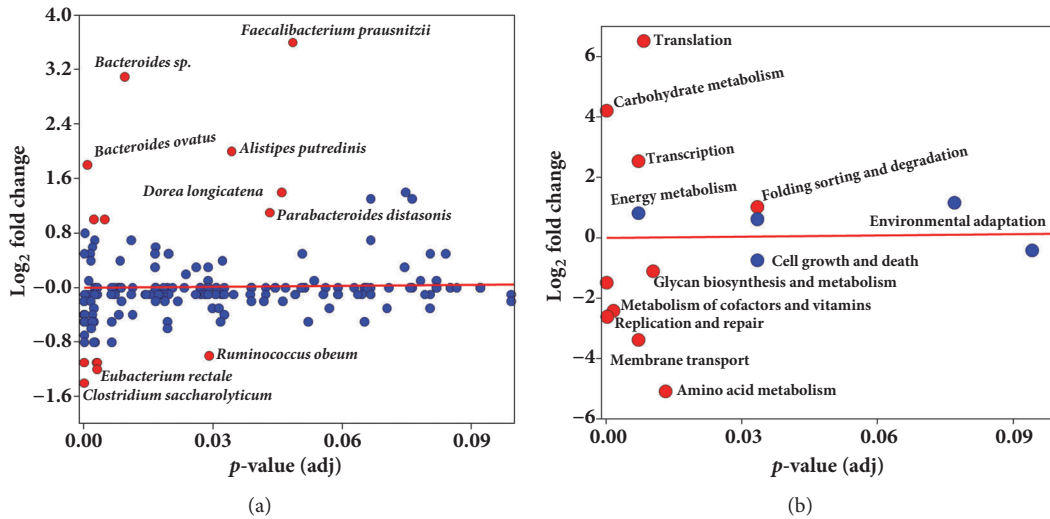 4.0
3.2
2.4
1.6
0.8
−0.0
−0.8
−1.6
Log2 fold change
Faecalibacterium prausnitzii
Bacteroides sp.
Bacteroides ovatus
Alistipes putredinis
Dorea longicatena
Parabacteroides distasonis
Ruminococcus obeum
Eubacterium rectale
Clostridium saccharolyticum
0.00 0.03 0.06 0.09
p-value (adj)
(a)
6
4
2
0
−2
−4
−6
Log2 fold change
Translation
Carbohydrate metabolism
Transcription
Folding sorting and degradation
Energy metabolism
Environmental adaptation
Cell growth and death
Glycan biosynthesis and metabolism
Metabolism of cofactors and vitamins
Replication and repair
Membrane transport
Amino acid metabolism
0.00 0.03 0.06 0.09
p-value (adj)
(b)